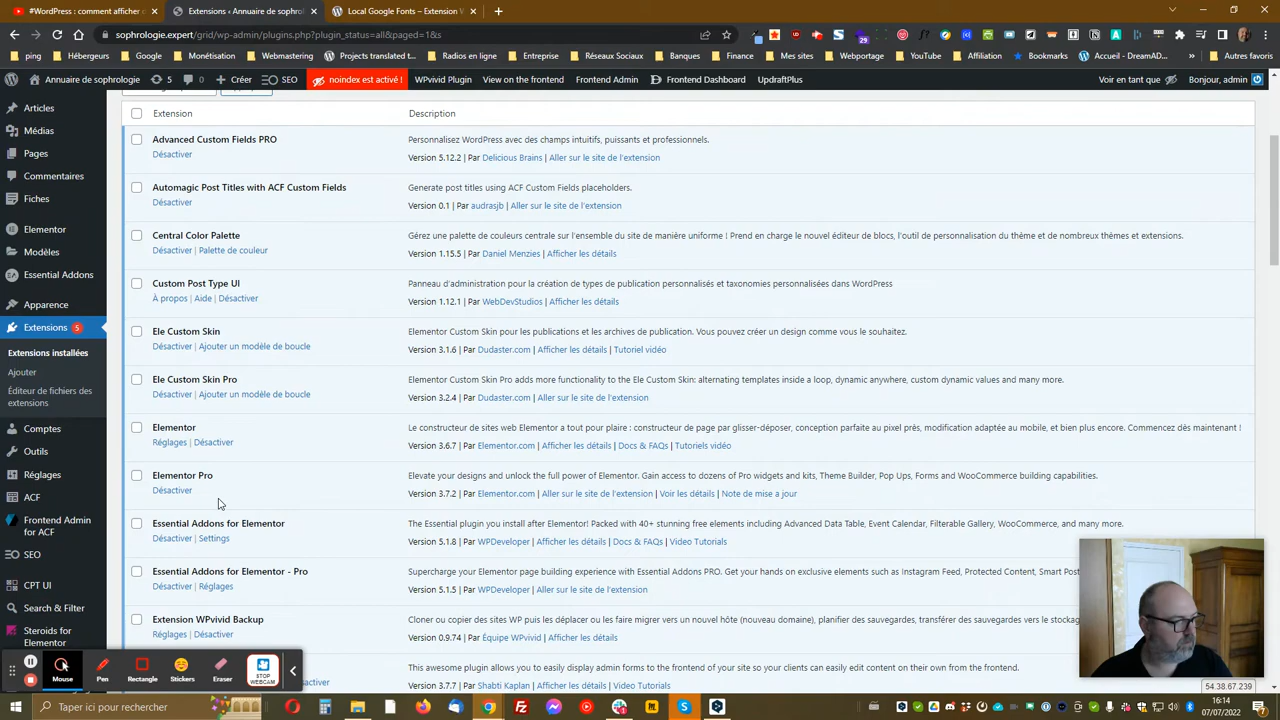 #WordPress : comment afficher
Extensions ‹ Annuaire de sophrol
Local Google Fonts – Extension W
sophrologie.expert/grid/wp-admin/plugins.php?plugin_status=all&paged=1&s
ping
Hébergeurs
Google
Montages
Webmastering
Projects translated...
Radios en ligne
Entreprise
Réseaux Sociaux
Banques
Finance
Mes sites
Weportage
YouTube
Affiliation
Bookmarks
Accueil - DreamAD...
Autres favoris
Annuaire de sophrologie
5
0
Créer
SEO
noindex est activé !
WPvivid Plugin
View on the frontend
Frontend Admin
Frontend Dashboard
UpdraftPlus
Voir en tant que
Bonjour, admin
Articles
Médias
Pages
Commentaires
Fiches
Elementor
Modèles
Essential Addons
Apparence
Extensions 5
Extensions installées
Ajouter
Éditeur de fichiers des
extensions
Comptes
Outils
Réglages
ACF
Frontend Admin
for ACF
SEO
CPT UI
Search & Filter
Steroids for
Elementor
Extension
Description
Advanced Custom Fields PRO
Personnalisez WordPress avec des champs intuitifs, puissants et professionnels.
Désactiver
Version 5.12.2 | Par Delicious Brains | Aller sur le site de l'extension
Automagic Post Titles with ACF Custom Fields
Generate post titles using ACF Custom Fields placeholders.
Désactiver
Version 0.1 | Par audrasjb | Aller sur le site de l'extension
Central Color Palette
Gérez une palette de couleurs centrale sur l'ensemble du site de manière uniforme ! Prend en charge le nouvel éditeur de blocs, l'outil de personnalisation du thème et de nombreux thèmes et extensions.
Désactiver | Palette de couleur
Version 1.15.5 | Par Daniel Menzies | Afficher les détails
Custom Post Type UI
Panneau d'administration pour la création de types de publication personnalisés et taxonomies personnalisées dans WordPress
À propos | Aide | Désactiver
Version 1.12.1 | Par WebDevStudios | Afficher les détails
Ele Custom Skin
Elementor Custom Skin pour les publications et les archives de publication. Vous pouvez créer un design comme vous le souhaitez.
Désactiver | Ajouter un modèle de boucle
Version 3.1.6 | Par Dudaster.com | Afficher les détails | Tutoriel vidéo
Ele Custom Skin Pro
Elementor Custom Skin Pro adds more functionality to the Ele Custom Skin: alternating templates inside a loop, dynamic anywhere, custom dynamic values and many more.
Désactiver | Ajouter un modèle de boucle
Version 3.2.4 | Par Dudaster.com | Aller sur le site de l'extension
Elementor
Le constructeur de sites web Elementor a tout pour plaire : constructeur de page par glisser-déposer, conception parfaite au pixel près, modification adaptative au mobile, et bien plus encore. Commencez dès maintenant !
Réglages | Désactiver
Version 3.6.7 | Par Elementor.com | Afficher les détails | Docs & FAQs | Tutoriels vidéo
Elementor Pro
Elevate your designs and unlock the full power of Elementor. Gain access to dozens of Pro widgets and kits, Theme Builder, Pop Ups, Forms and WooCommerce building capabilities.
Désactiver
Version 3.7.2 | Par Elementor.com | Aller sur le site de l'extension | Voir les détails | Note de mise a jour
Essential Addons for Elementor
The Essential plugin you install after Elementor! Packed with 40+ stunning free elements including Advanced Data Table, Event Calendar, Filterable Gallery, WooCommerce, and many more.
Désactiver | Settings
Version 5.1.8 | Par WPDeveloper | Afficher les détails | Docs & FAQs | Video Tutorials
Essential Addons for Elementor - Pro
Supercharge your Elementor page building experience with Essential Addons PRO. Get your hands on exclusive elements such as Instagram Feed, Protected Content, Smart Post
Désactiver | Réglages
Version 5.1.5 | Par WPDeveloper | Aller sur le site de l'extension
Extension WPvivid Backup
Cloner ou copier des sites WP puis les déplacer ou les faire migrer vers un nouvel hôte (nouveau domaine), planifier des sauvegardes, transférer des sauvegardes vers le stockag
Réglages | Désactiver
Version 0.9.74 | Par Équipe WPvivid | Afficher les détails
This awesome plugin allows you to easily display admin forms to the frontend of your site so your clients can easily edit content on their own from the frontend.
activer
Version 3.7.7 | Par Shabti Kaplan | Afficher les détails | Video Tutorials
54.38.67.239
Mouse
Pen
Rectangle
Stickers
Eraser
STOP
WEBCAM
Taper ici pour rechercher
16:14
07/07/2022